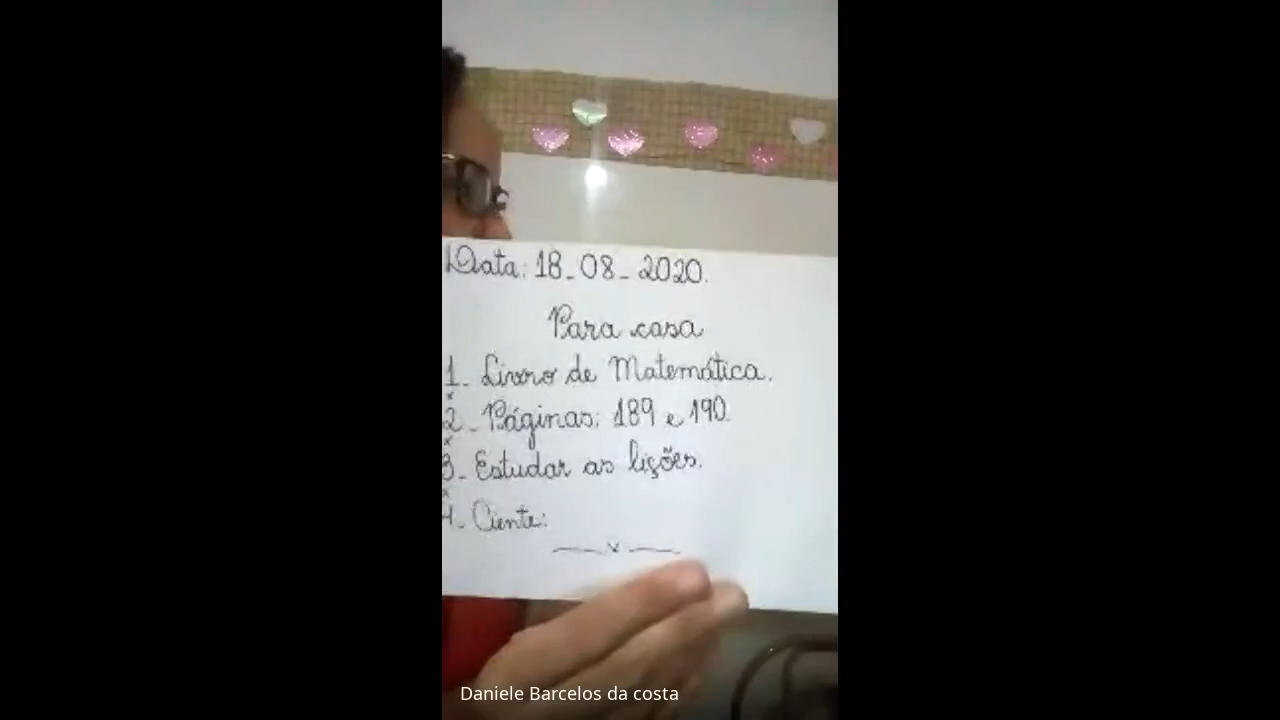 Data: 18-08-2020.
Para casa
1- Livro de Matemática.
2- Páginas: 189 e 190.
3- Estudar as lições.
4- Ciente:
Daniele Barcelos da costa